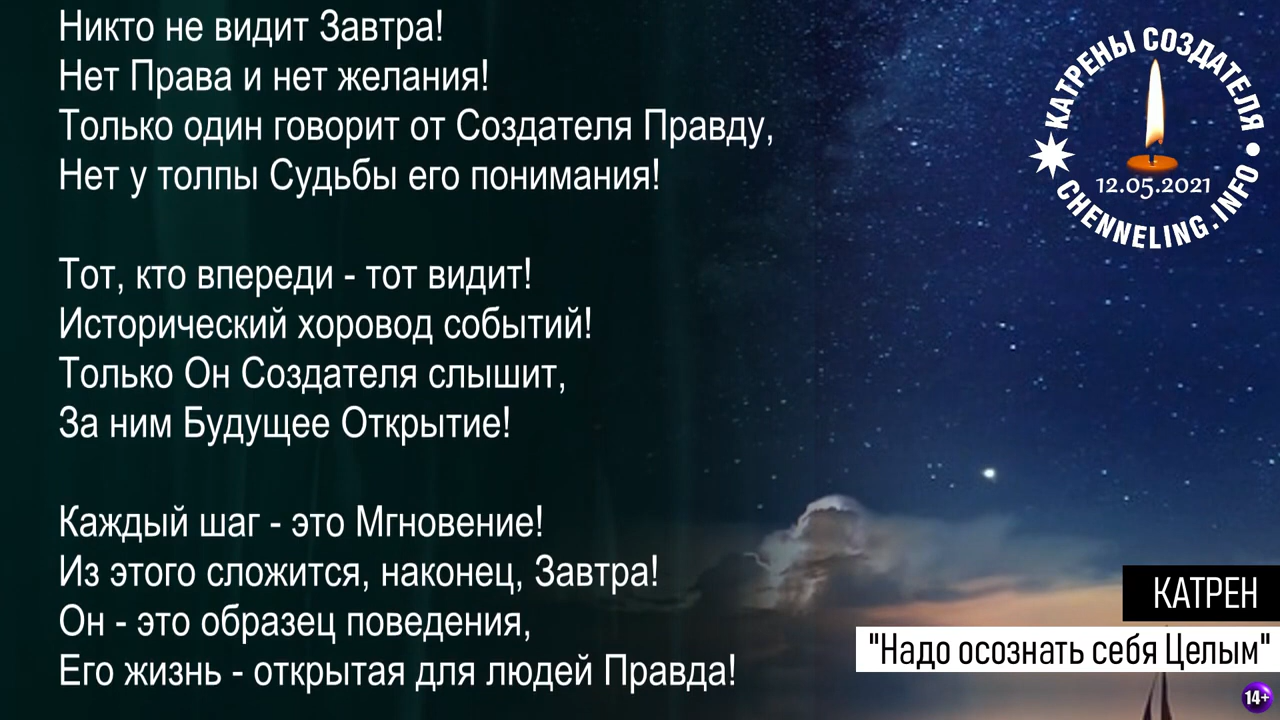 Никто не видит Завтра!
Нет Права и нет желания!
Только один говорит от Создателя Правду,
Нет у толпы Судьбы его понимания!
Тот, кто впереди - тот видит!
Исторический хоровод событий!
Только Он Создателя слышит,
За ним Будущее Открытие!
Каждый шаг - это Мгновение!
Из этого сложится, наконец, Завтра!
Он - это образец поведения,
Его жизнь - открытая для людей Правда!
КАТРЕНЫ СОЗДАТЕЛЯ
12.05.2021
CHENNELING.INFO
КАТРЕН
"Надо осознать себя Целым"
14+